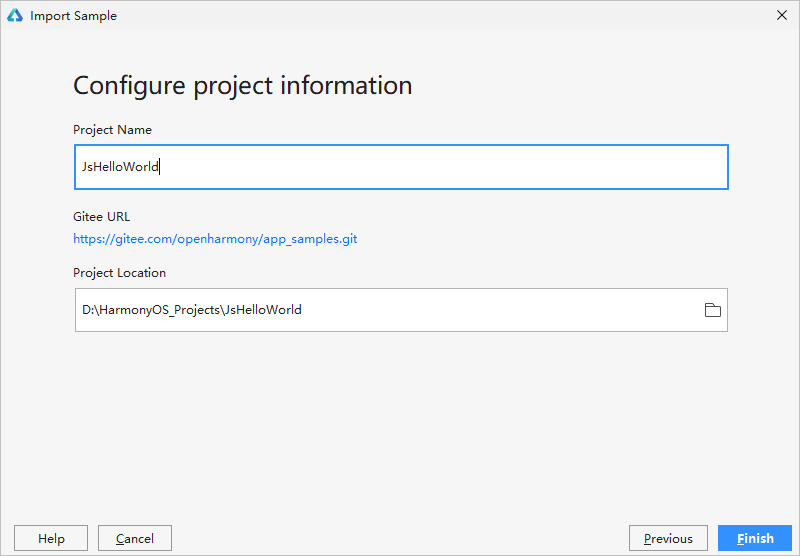 Import Sample
Configure project information
Project Name
JsHelloWorld
Gitee URL
https://gitee.com/openharmony/app_samples.git
Project Location
D:\HarmonyOS_Projects\JsHelloWorld
Help Cancel Previous Finish